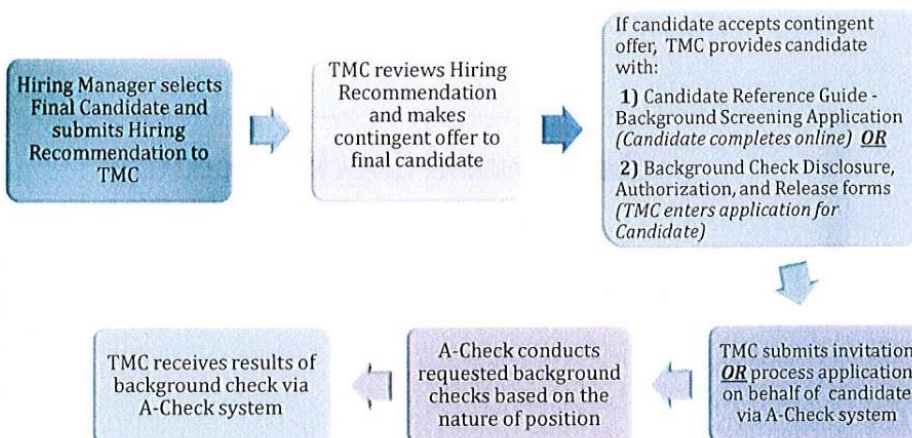 Hiring Manager selects
Final Candidate and
submits Hiring
Recommendation to
TMC
TMC reviews Hiring
Recommendation
and makes
contingent offer to
final candidate
If candidate accepts contingent
offer, TMC provides candidate
with:
1) Candidate Reference Guide -
Background Screening Application
(Candidate completes online) OR
2) Background Check Disclosure,
Authorization, and Release forms
(TMC enters application for
Candidate)
TMC submits invitation
OR process application
on behalf of candidate
via A-Check system
A-Check conducts
requested background
checks based on the
nature of position
TMC receives results of
background check via
A-Check system